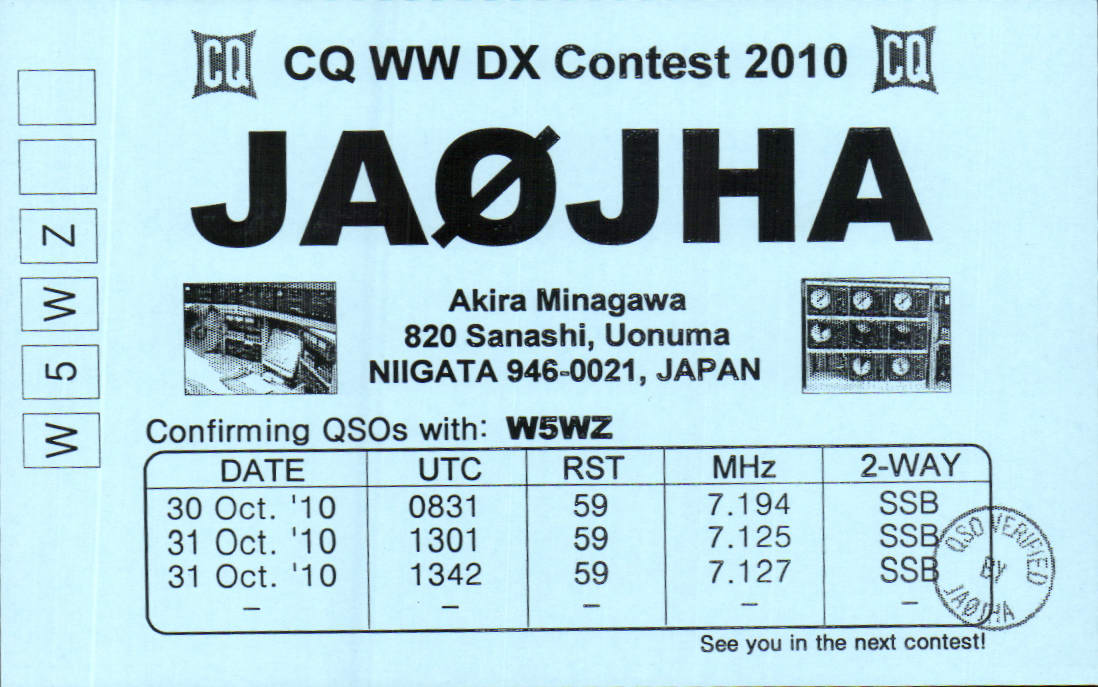 CQ CQ WW DX Contest 2010 CQ
JAØJHA
Akira Minagawa
820 Sanashi, Uonuma
NIIGATA 946-0021, JAPAN
W5WZ
Confirming QSOs with: W5WZ
DATE UTC RST MHz 2-WAY
30 Oct. '10 0831 59 7.194 SSB
31 Oct. '10 1301 59 7.125 SSB
31 Oct. '10 1342 59 7.127 SSB
– – – – –
QSO VERIFIED
BY
JAØJHA
See you in the next contest!